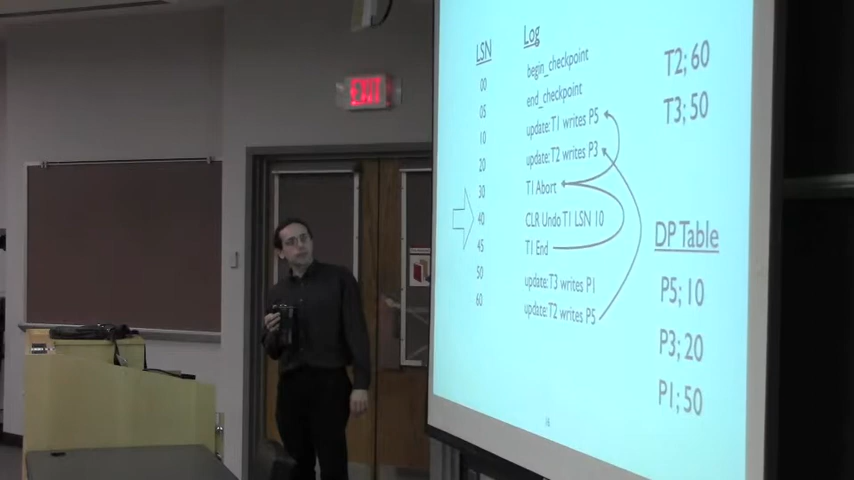 EXIT
LSN Log
00 begin_checkpoint
05 end_checkpoint
10 update: T1 writes P5
20 update: T2 writes P3
30 T1 Abort
40 CLR Undo T1 LSN 10
45 T1 End
50 update: T3 writes P1
60 update: T2 writes P5
T2; 60
T3; 50
DP Table
P5; 10
P3; 20
P1; 50